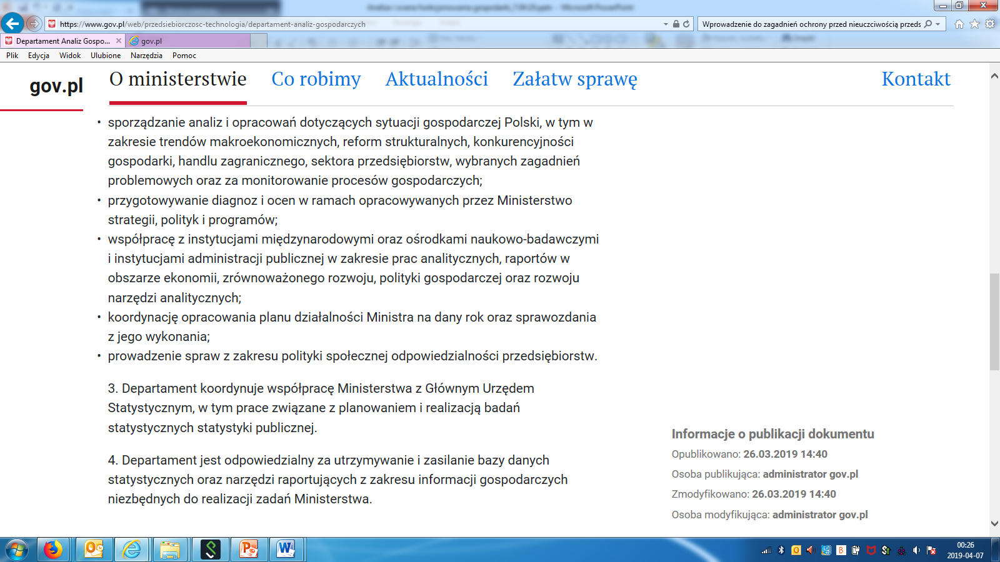 Analiza i ocena funkcjonowania gospodarki_7.04.20.pptx - Microsoft PowerPoint
https://www.gov.pl/web/przedsiebiorczosc-technologia/departament-analiz-gospodarczych
Wprowadzenie do zagadnień ochrony przed nieuczciwością przeds
Departament Analiz Gospo...
gov.pl
Plik Edycja Widok Ulubione Narzędzia Pomoc
gov.pl
O ministerstwie Co robimy Aktualności Załatw sprawę Kontakt
• sporządzanie analiz i opracowań dotyczących sytuacji gospodarczej Polski, w tym w
zakresie trendów makroekonomicznych, reform strukturalnych, konkurencyjności
gospodarki, handlu zagranicznego, sektora przedsiębiorstw, wybranych zagadnień
problemowych oraz za monitorowanie procesów gospodarczych;
• przygotowywanie diagnoz i ocen w ramach opracowywanych przez Ministerstwo
strategii, polityk i programów;
• współpracę z instytucjami międzynarodowymi oraz ośrodkami naukowo-badawczymi
i instytucjami administracji publicznej w zakresie prac analitycznych, raportów w
obszarze ekonomii, zrównoważonego rozwoju, polityki gospodarczej oraz rozwoju
narzędzi analitycznych;
• koordynację opracowania planu działalności Ministra na dany rok oraz sprawozdania
z jego wykonania;
• prowadzenie spraw z zakresu polityki społecznej odpowiedzialności przedsiębiorstw.
3. Departament koordynuje współpracę Ministerstwa z Głównym Urzędem
Statystycznym, w tym prace związane z planowaniem i realizacją badań
statystycznych statystyki publicznej.
4. Departament jest odpowiedzialny za utrzymywanie i zasilanie bazy danych
statystycznych oraz narzędzi raportujących z zakresu informacji gospodarczych
niezbędnych do realizacji zadań Ministerstwa.
Informacje o publikacji dokumentu
Opublikowano: 26.03.2019 14:40
Osoba publikująca: administrator gov.pl
Zmodyfikowano: 26.03.2019 14:40
Osoba modyfikująca: administrator gov.pl
00:26
2019-04-07